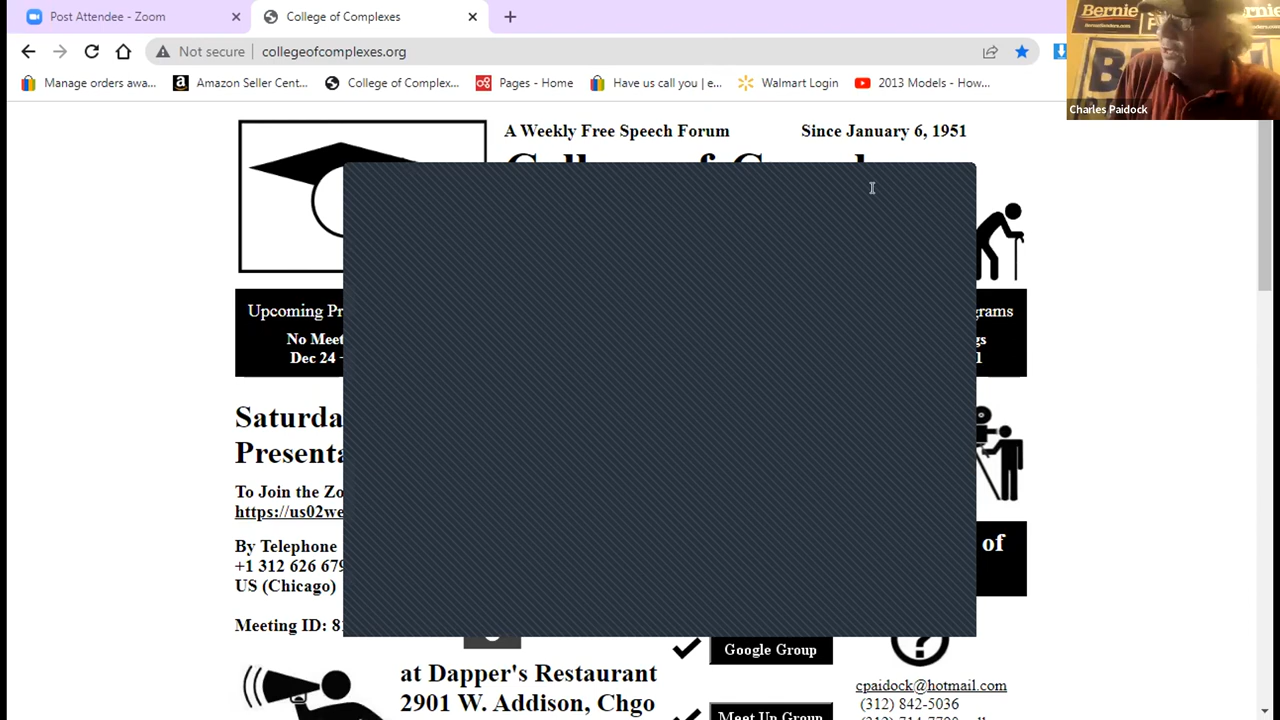 Post Attendee - Zoom
College of Complexes
Not secure
collegeofcomplexes.org
Manage orders awa...
Amazon Seller Cent...
College of Complex...
Pages - Home
Have us call you | e...
Walmart Login
2013 Models - How...
Bernie
Charles Paidock
A Weekly Free Speech Forum
Since January 6, 1951
Upcoming Pr
grams
No Meet
gs
Dec 24 -
1
Saturda
Presenta
To Join the Zo
https://us02we
By Telephone
+1 312 626 679
US (Chicago)
of
Meeting ID: 8
Google Group
at Dapper's Restaurant
2901 W. Addison, Chgo
cpaidock@hotmail.com
(312) 842-5036
Meet Up Group